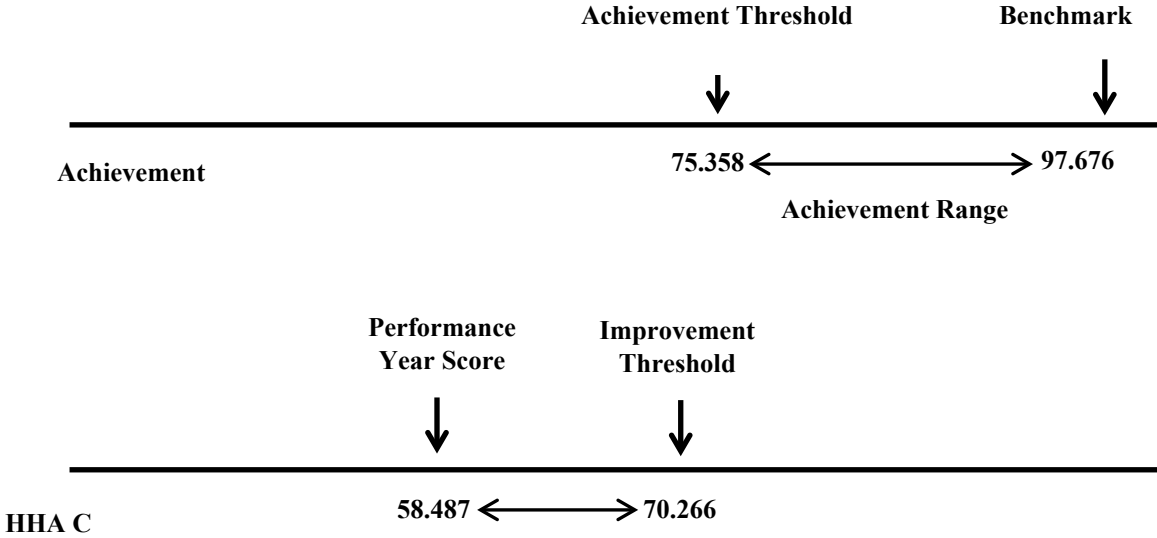 Achievement Threshold
Benchmark
75.358
97.676
Achievement
Achievement Range
Performance
Year Score
Improvement
Threshold
58.487
70.266
HHA C